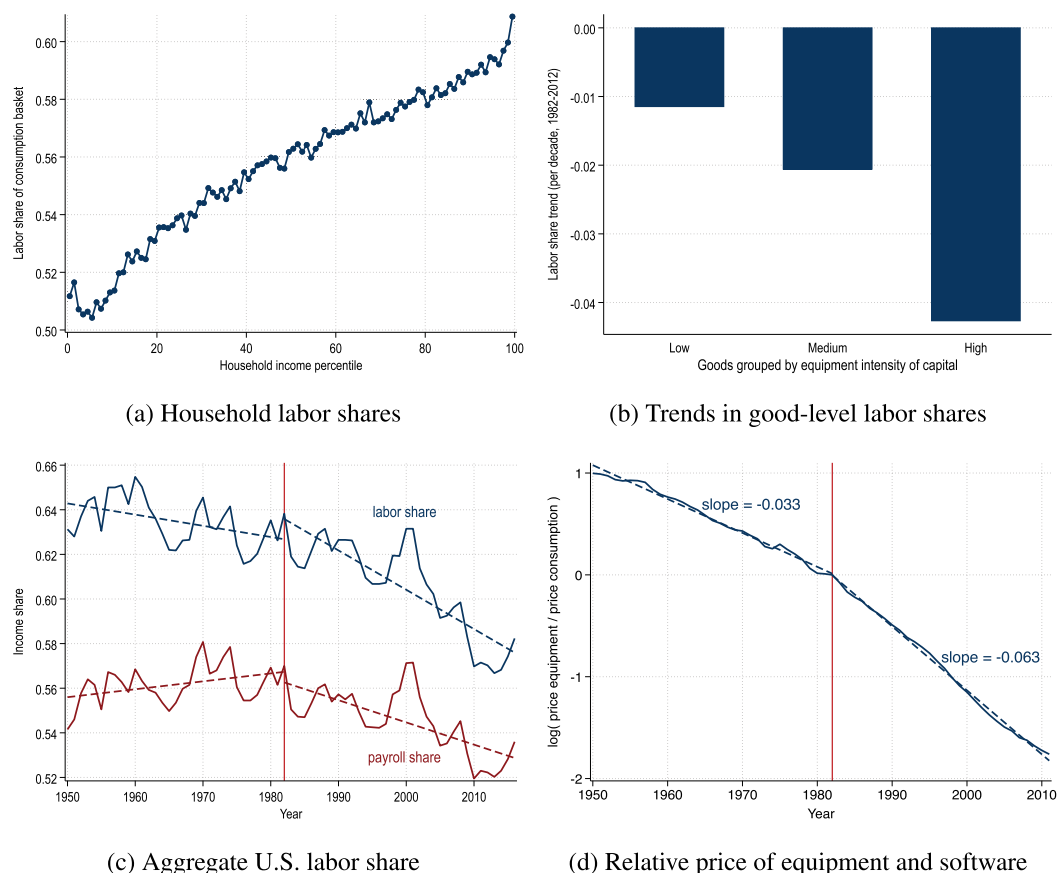 Labor share of consumption basket
0.60
0.58
0.56
0.54
0.52
0.50
0
20
40
60
80
100
Household income percentile
(a) Household labor shares
Labor share trend (per decade, 1982-2012)
0.00
-0.01
-0.02
-0.03
-0.04
Low
Medium
High
Goods grouped by equipment intensity of capital
(b) Trends in good-level labor shares
Income share
0.66
0.64
0.62
0.60
0.58
0.56
0.54
0.52
labor share
payroll share
1950
1960
1970
1980
1990
2000
2010
Year
(c) Aggregate U.S. labor share
log( price equipment / price consumption )
1
0
-1
-2
slope = -0.033
slope = -0.063
1950
1960
1970
1980
1990
2000
2010
Year
(d) Relative price of equipment and software